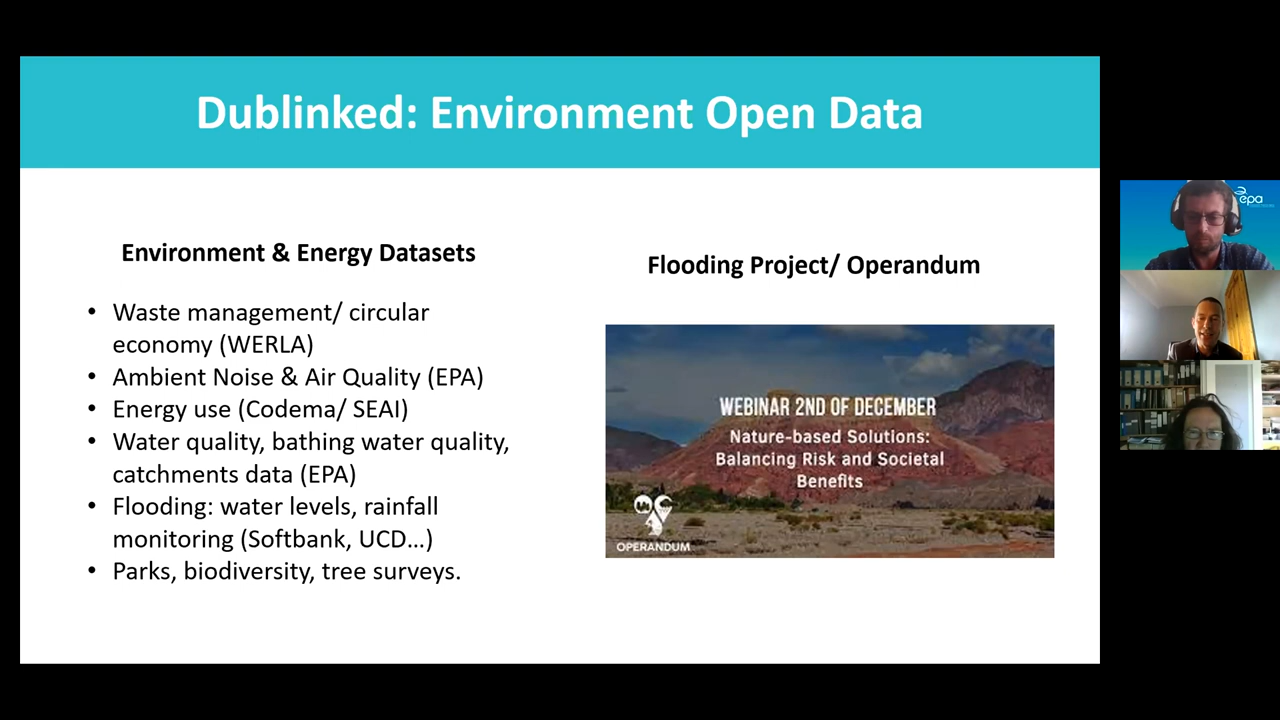 Dublinked: Environment Open Data
Environment & Energy Datasets
• Waste management/ circular
economy (WERLA)
• Ambient Noise & Air Quality (EPA)
• Energy use (Codema/ SEAI)
• Water quality, bathing water quality,
catchments data (EPA)
• Flooding: water levels, rainfall
monitoring (Softbank, UCD...)
• Parks, biodiversity, tree surveys.
Flooding Project/ Operandum
WEBINAR 2ND OF DECEMBER
Nature-based Solutions:
Balancing Risk and Societal
Benefits
OPERANDUM
epa